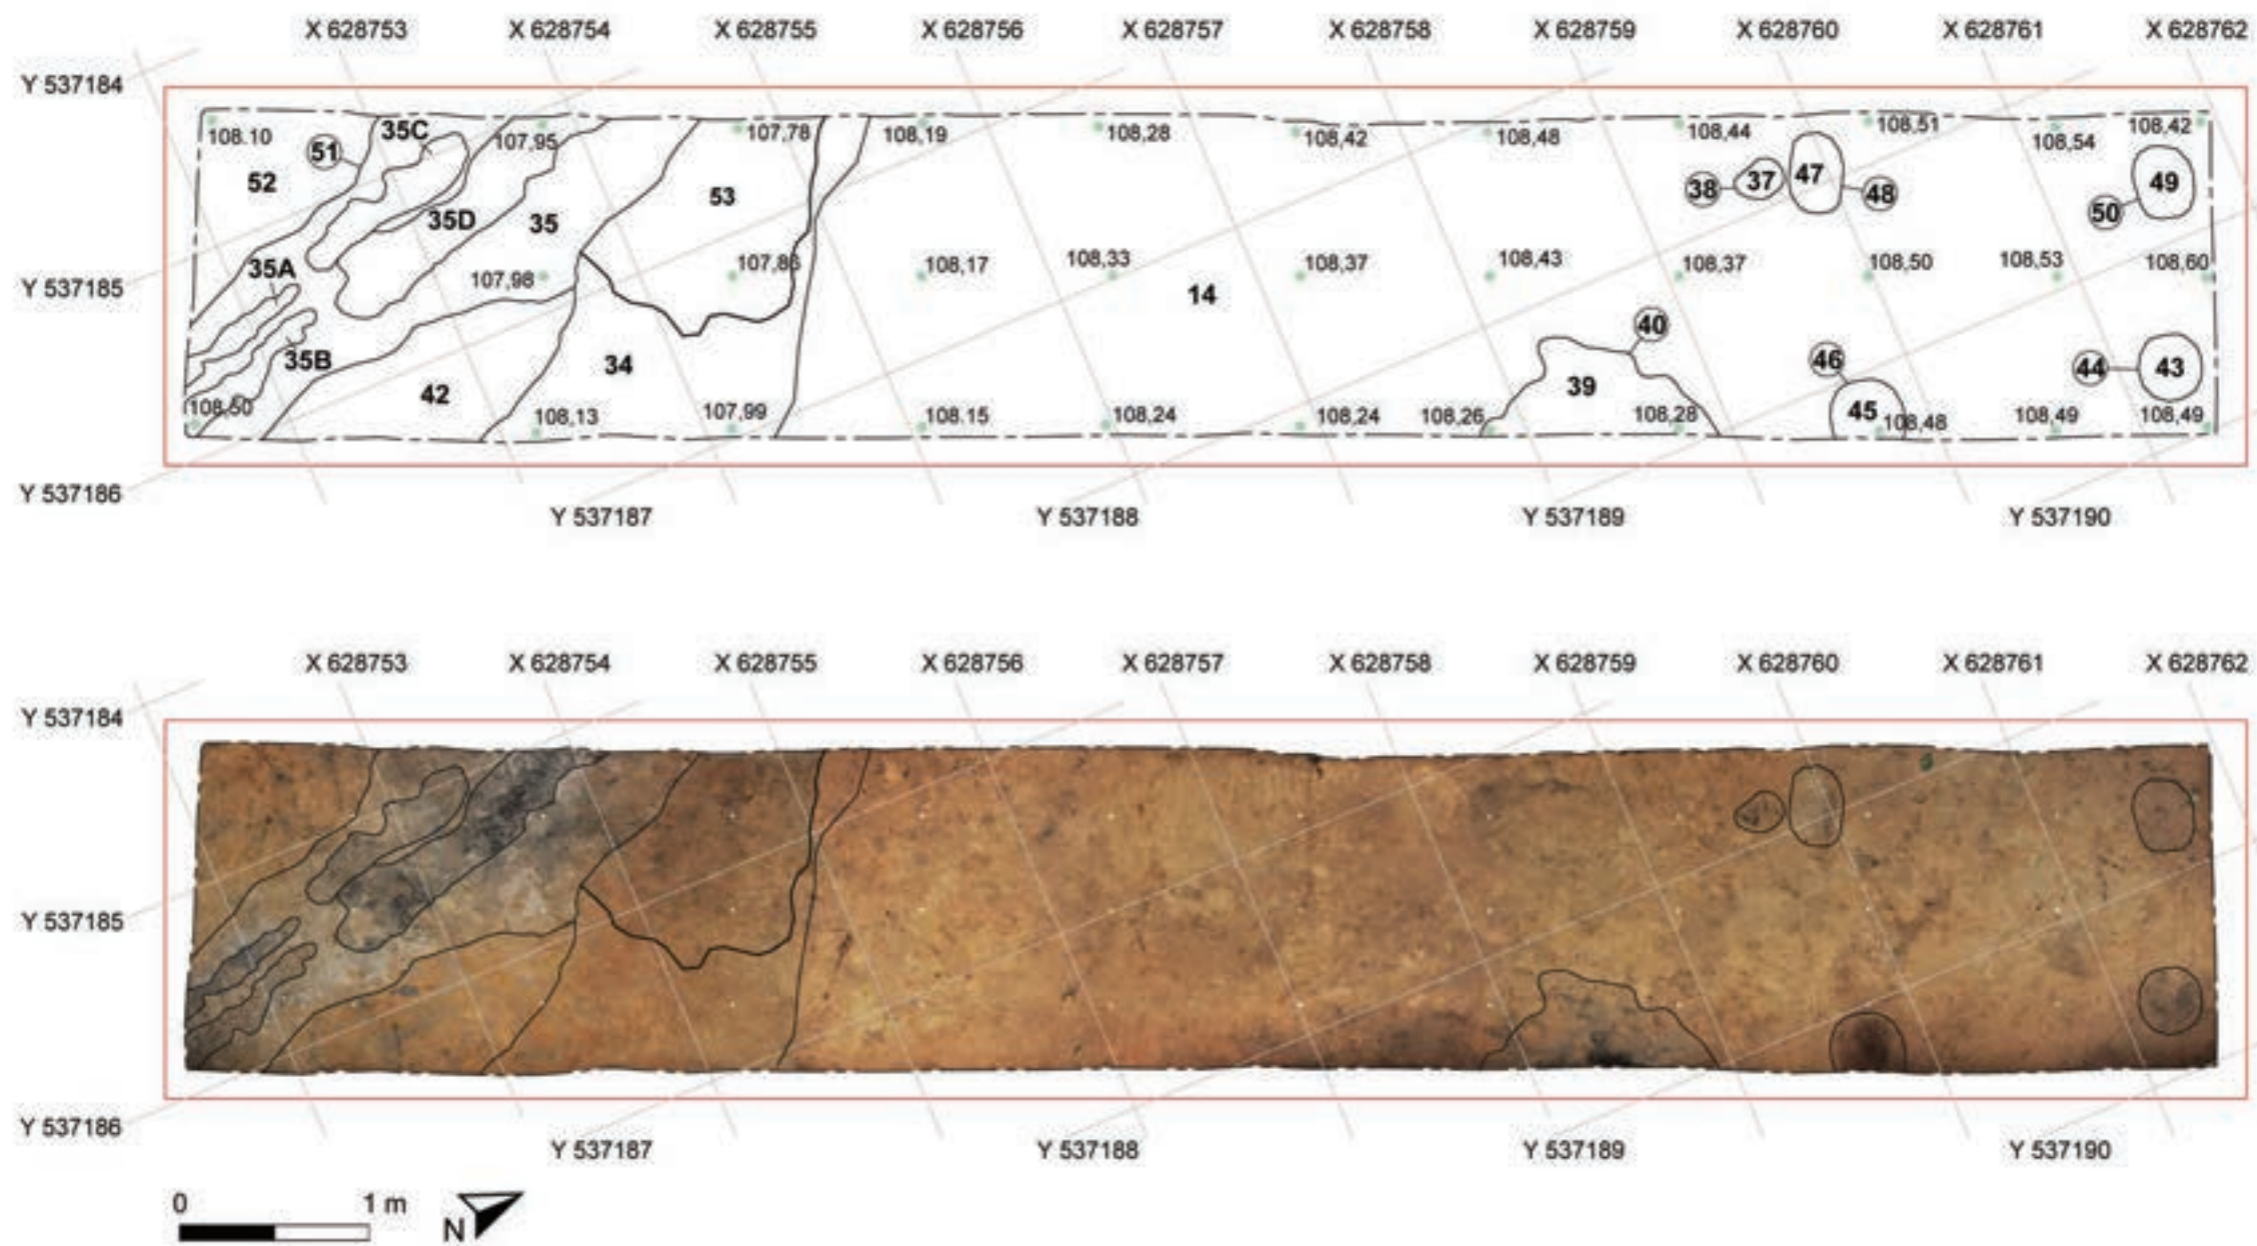 X 628753 X 628754 X 628755 X 628756 X 628757 X 628758 X 628759 X 628760 X 628761 X 628762
Y 537184
108.10 51 35C 107,95 107,78 108,19 108,28 108,42 108,48 108,44 108,51 108,54 108,42
52 35D 35 53 38 37 47 48 50 49
Y 537185
35A 107,98 107,86 108,17 108,33 108,37 108,43 108,37 108,50 108,53 108,60
14
35B 42 34 39 40 46 45 44 43
108,50 108,13 107,99 108.15 108,24 108,24 108,26 108,28 108,48 108,49 108,49
Y 537186
Y 537187 Y 537188 Y 537189 Y 537190
X 628753 X 628754 X 628755 X 628756 X 628757 X 628758 X 628759 X 628760 X 628761 X 628762
Y 537184
Y 537185
Y 537186
Y 537187 Y 537188 Y 537189 Y 537190
0 1 m N